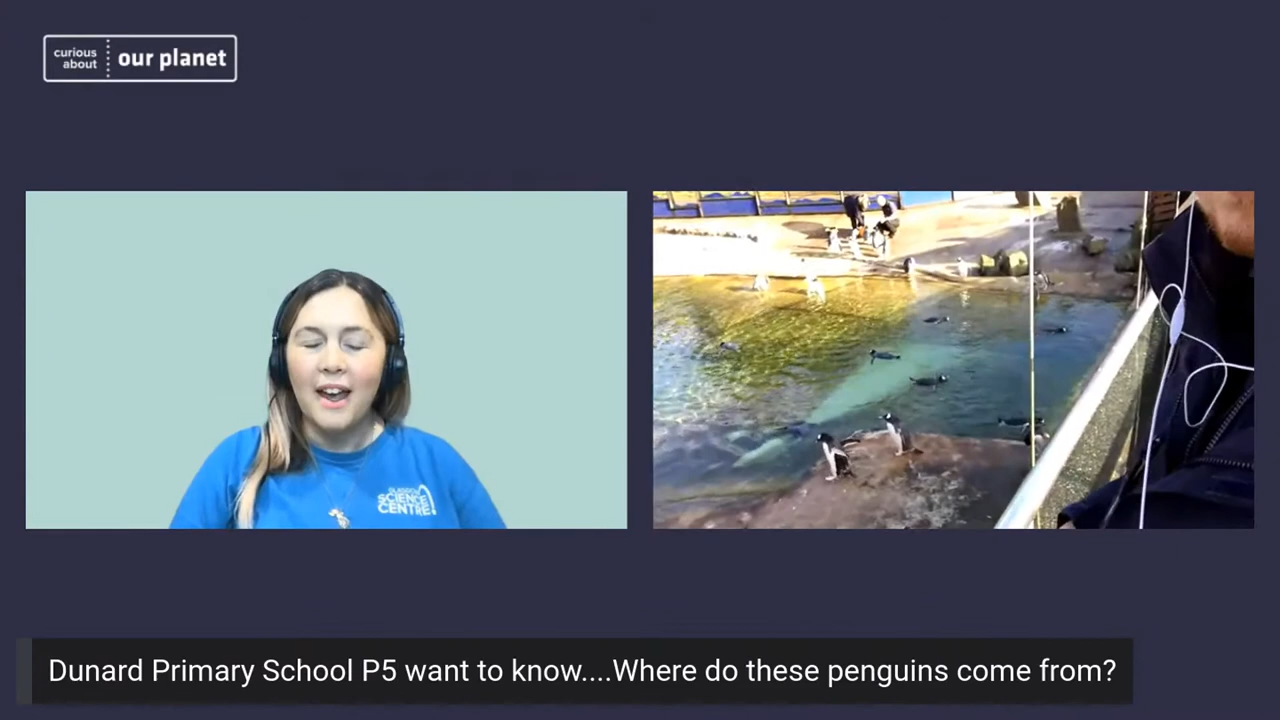 curious
about
our planet
GLASGOW
SCIENCE
CENTRE!
Dunard Primary School P5 want to know....Where do these penguins come from?